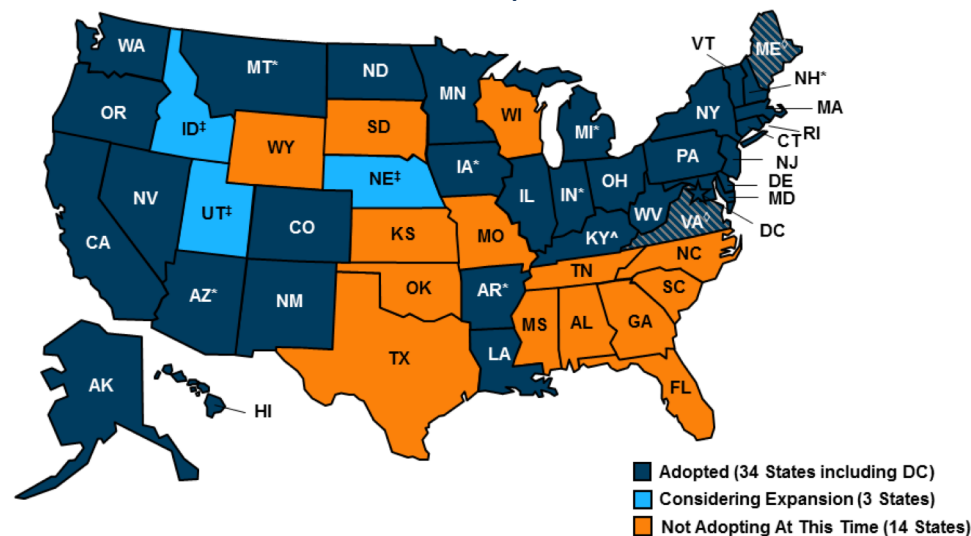 WA
MT*
ND
MN
VT
ME◊
NH*
OR
ID‡
SD
WI
MI*
NY
MA
WY
RI
CT
NV
NE‡
IA*
PA
NJ
IL
IN*
OH
DE
UT‡
MD
CA
CO
KS
MO
WV
VA◊
DC
KY^
NC
TN
AZ*
NM
OK
AR*
SC
MS
AL
GA
TX
LA
AK
FL
HI
Adopted (34 States including DC)
Considering Expansion (3 States)
Not Adopting At This Time (14 States)